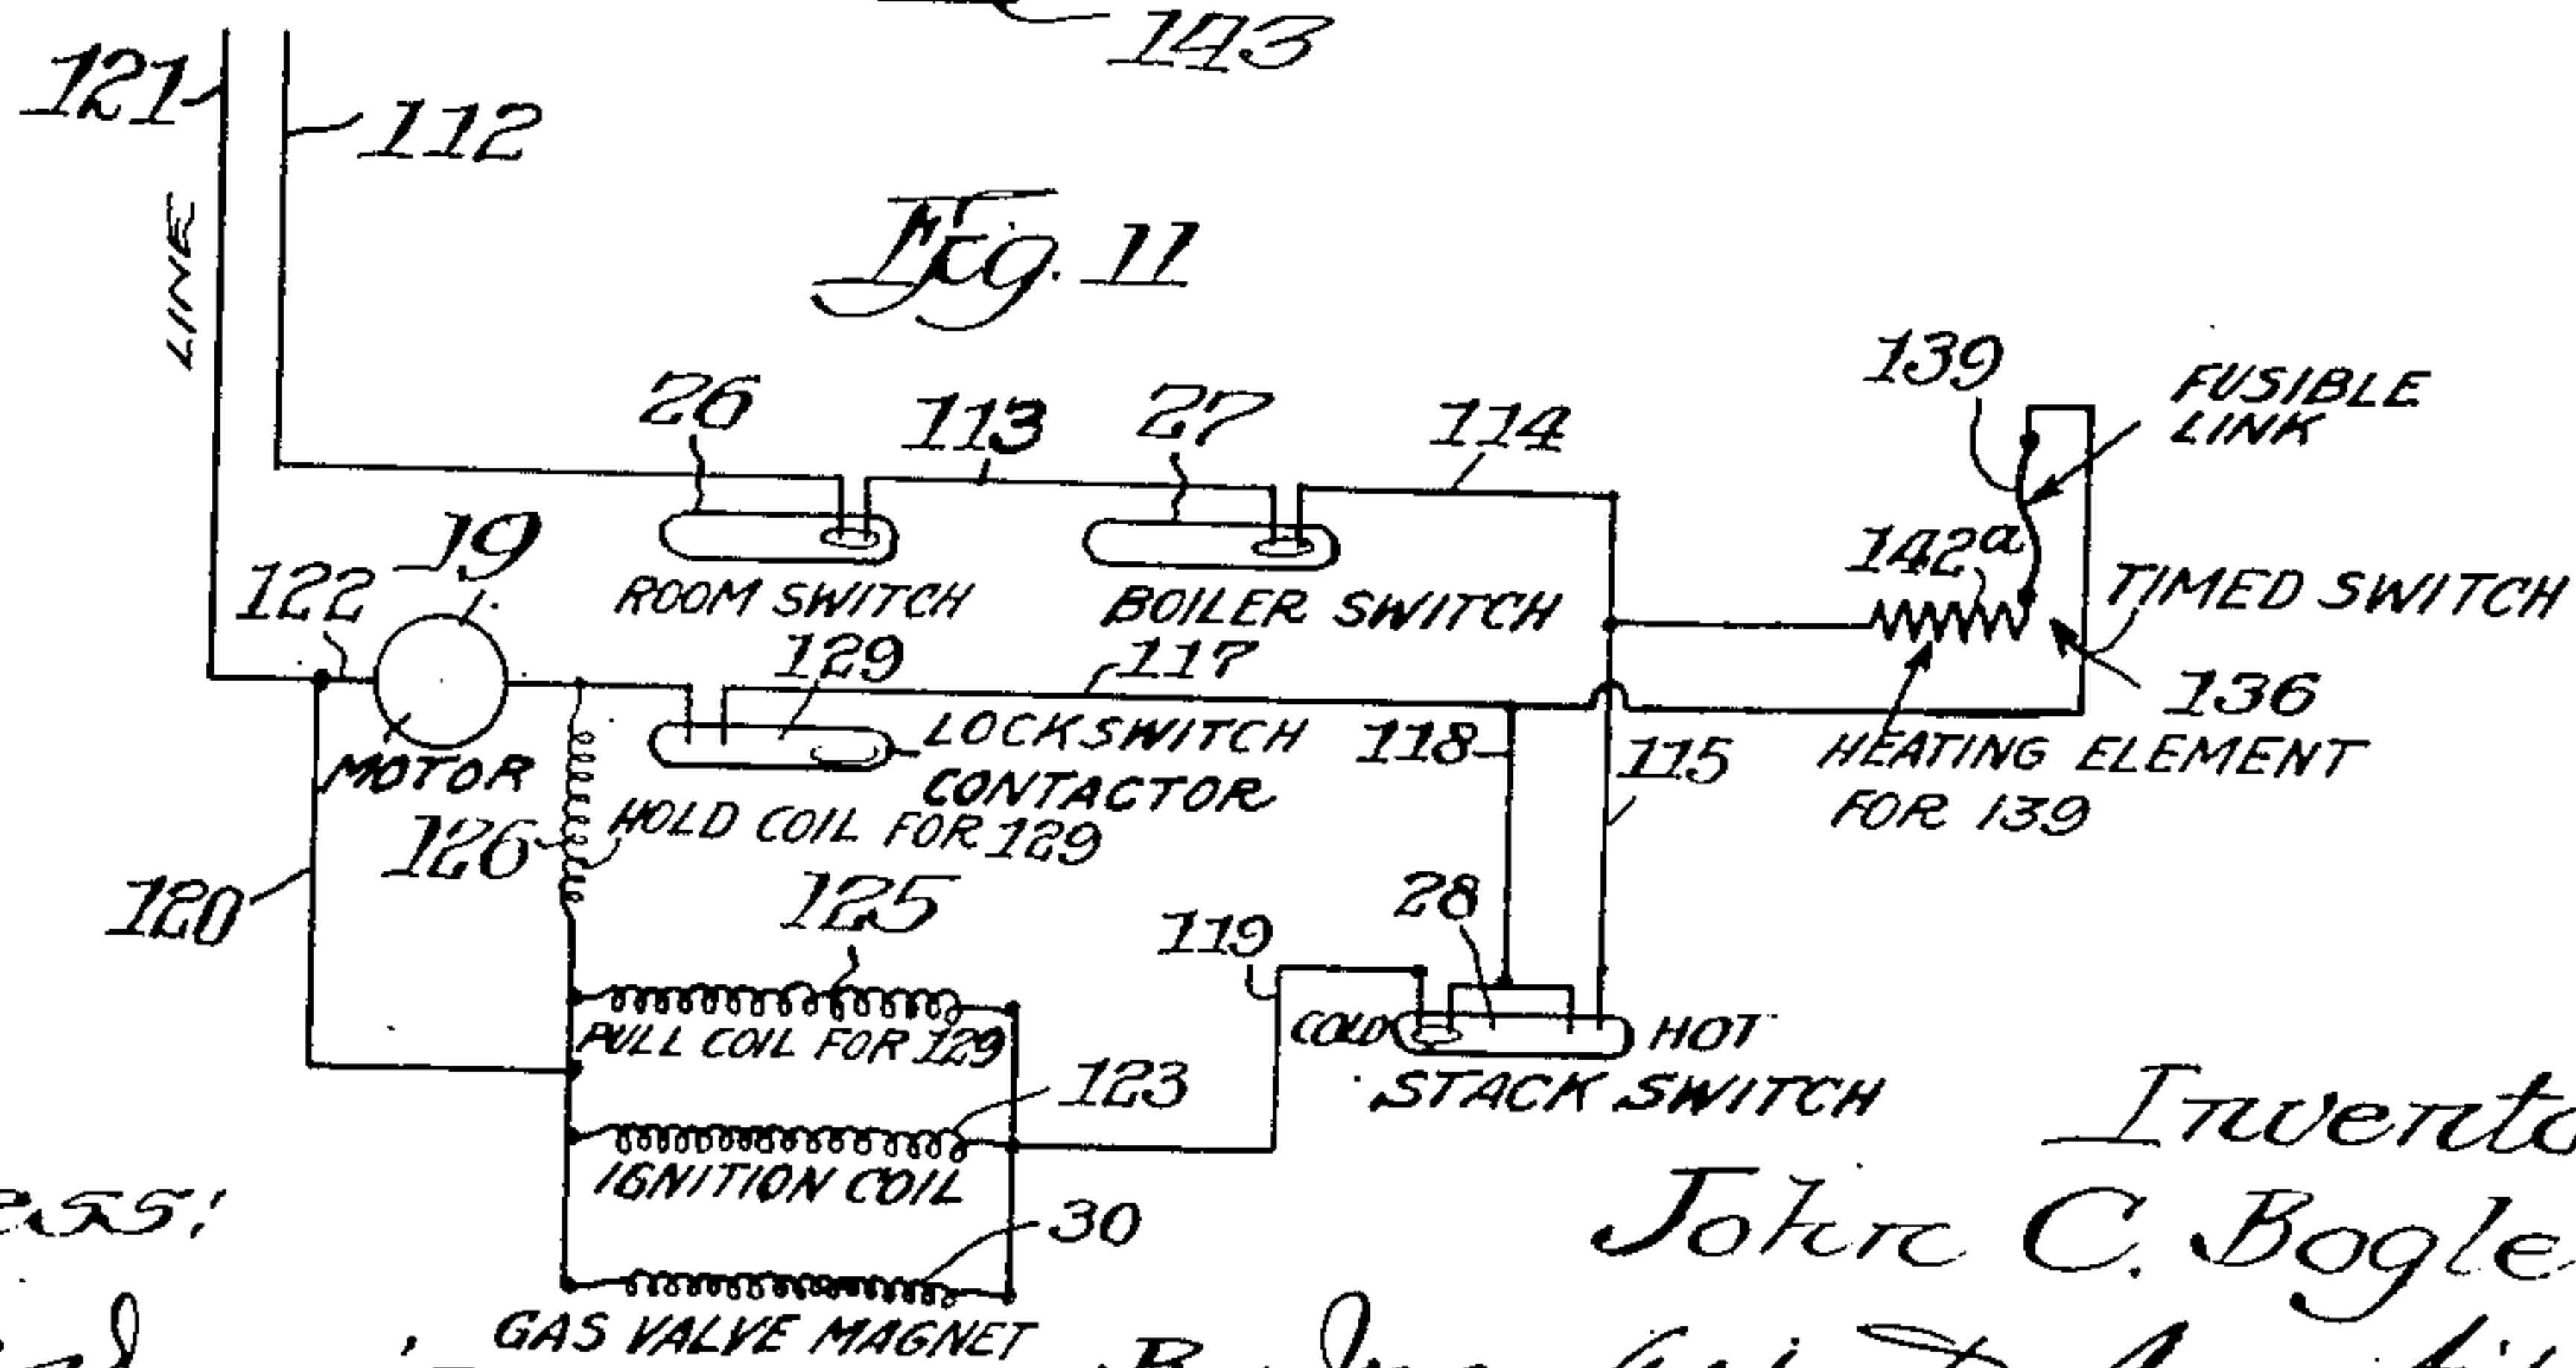 143
121
112
LINE
Fig. 11
26
113
27
114
139
FUSIBLE
LINK
142a
TIMED SWITCH
136
122
19
ROOM SWITCH
BOILER SWITCH
129
117
MOTOR
LOCKSWITCH
CONTACTOR
118
115
HEATING ELEMENT
FOR 139
126
HOLD COIL FOR 129
120
125
119
28
PULL COIL FOR 129
COLD
HOT
STACK SWITCH
123
IGNITION COIL
30
GAS VALVE MAGNET
Invento
John C. Bogle
ess: